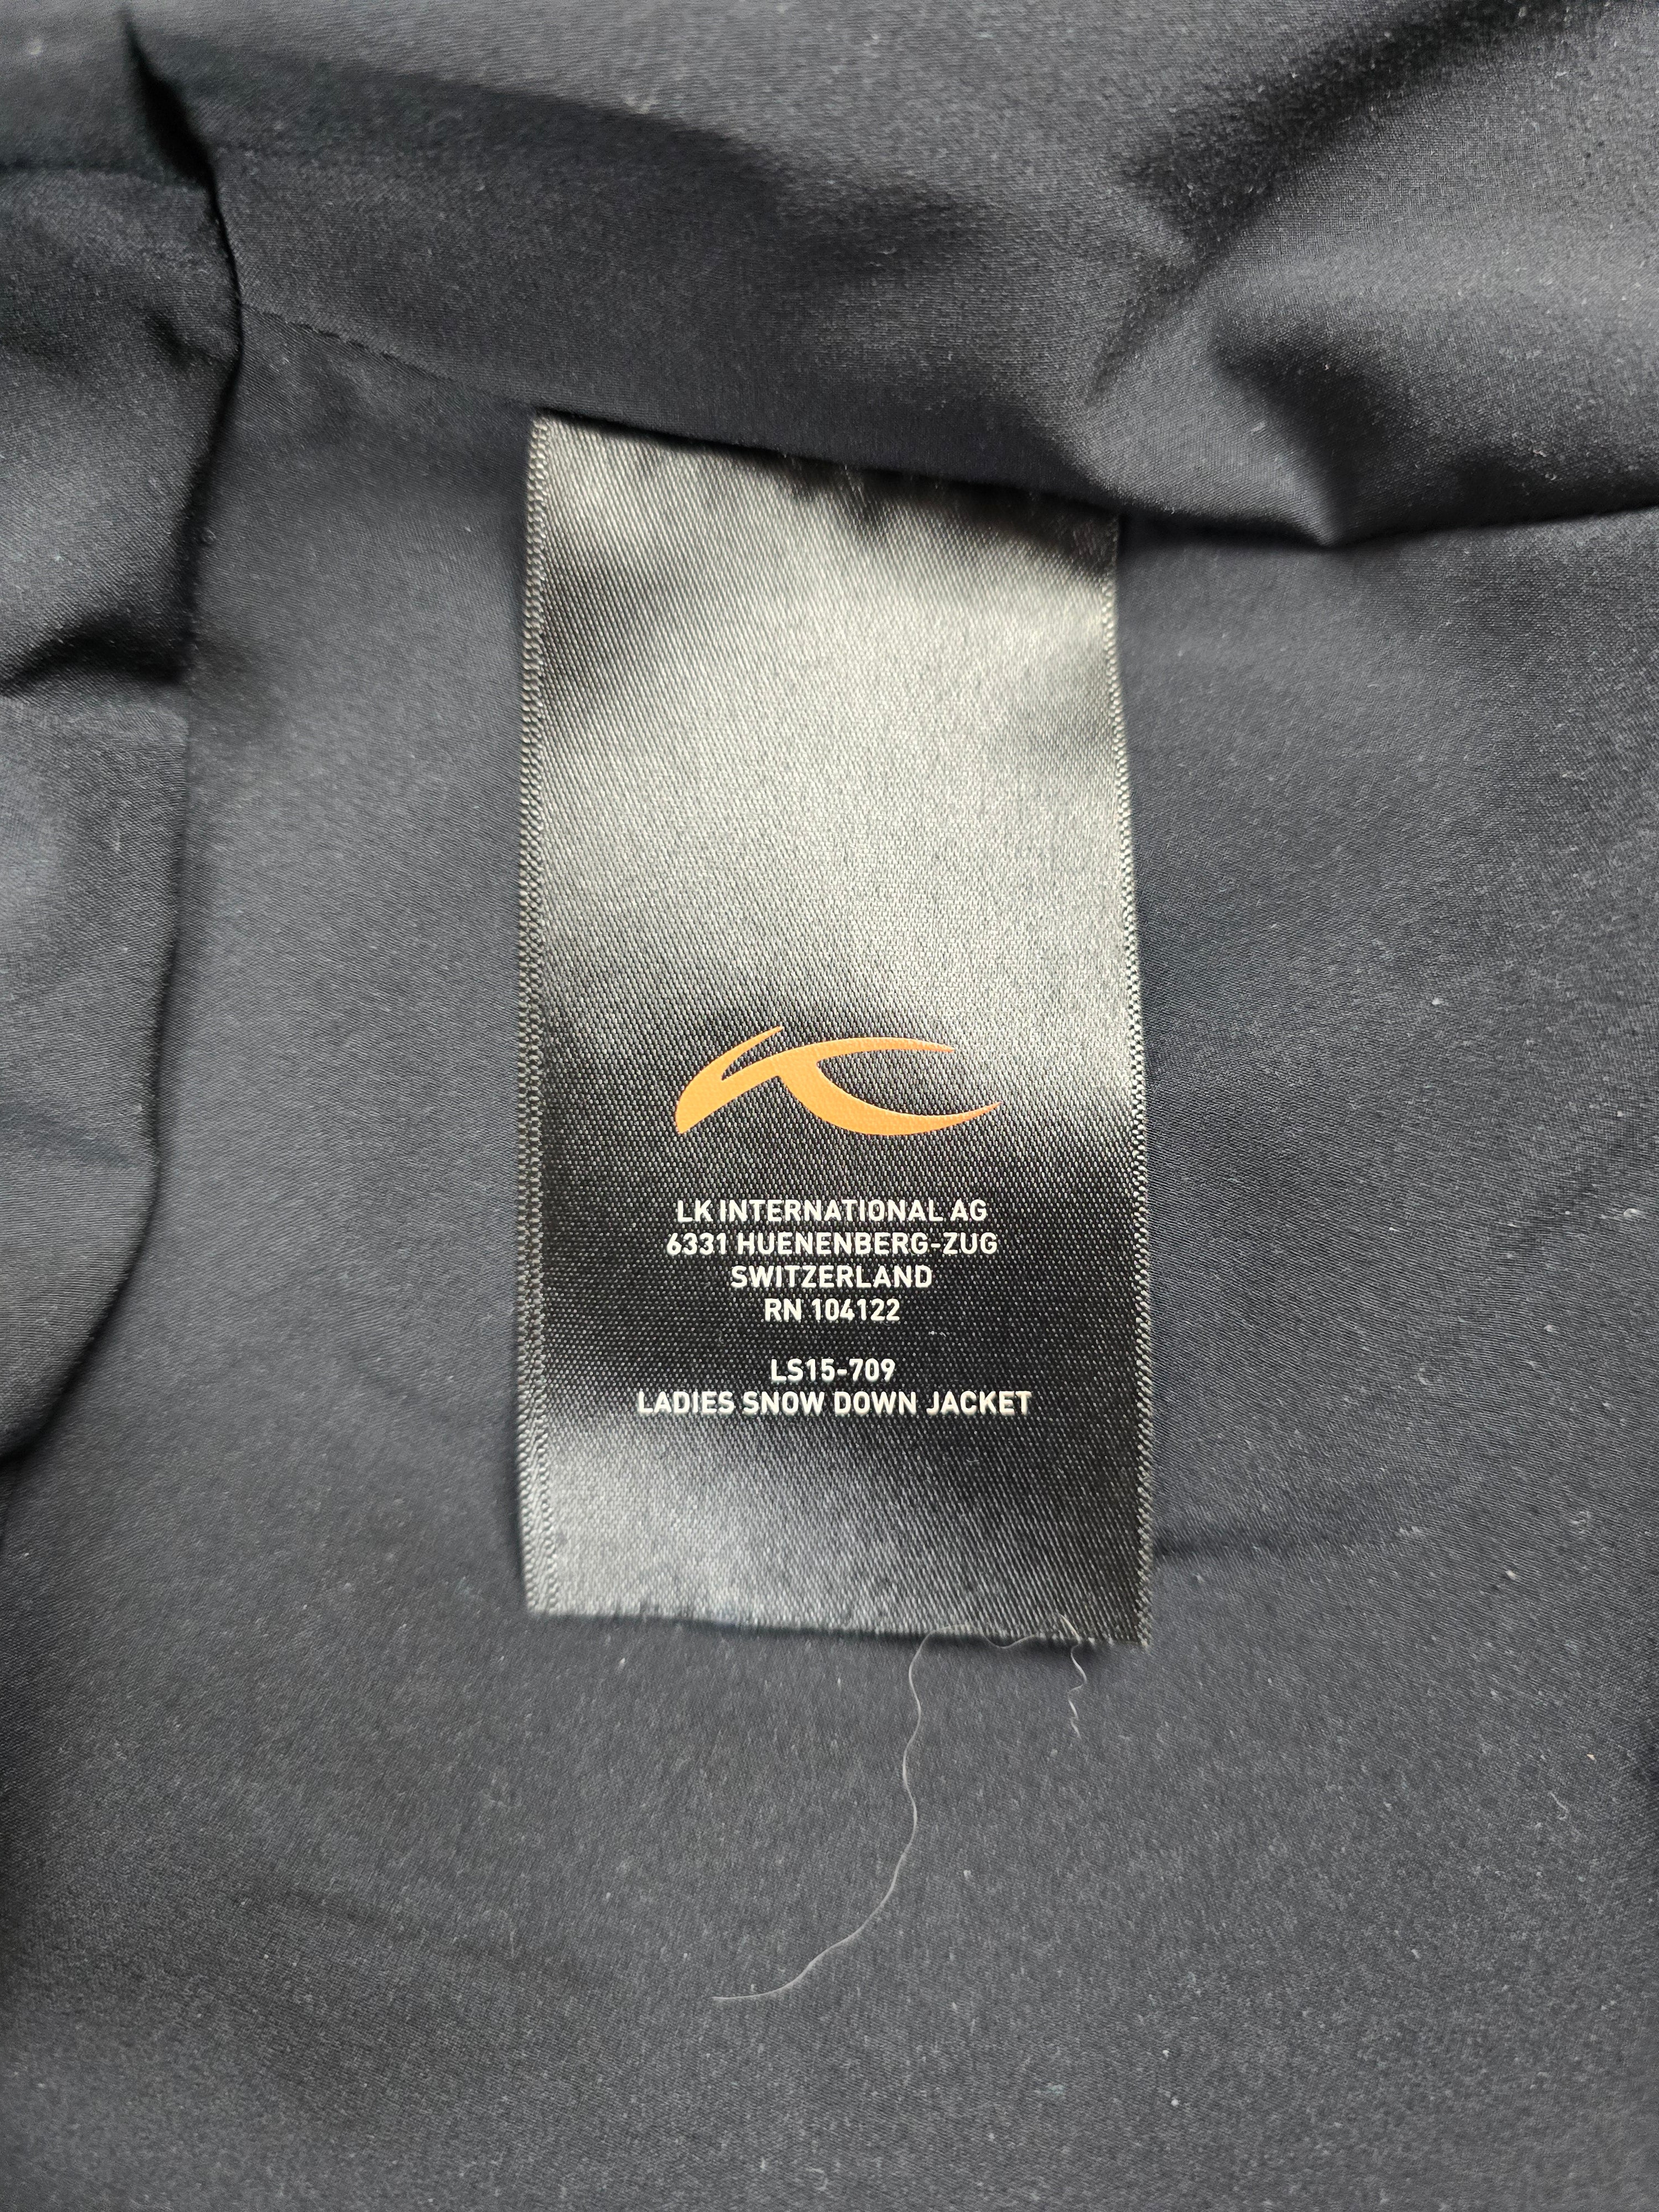 LK INTERNATIONAL AG
6331 HUENENBERG-ZUG
SWITZERLAND
RN 104122
LS15-709
LADIES SNOW DOWN JACKET